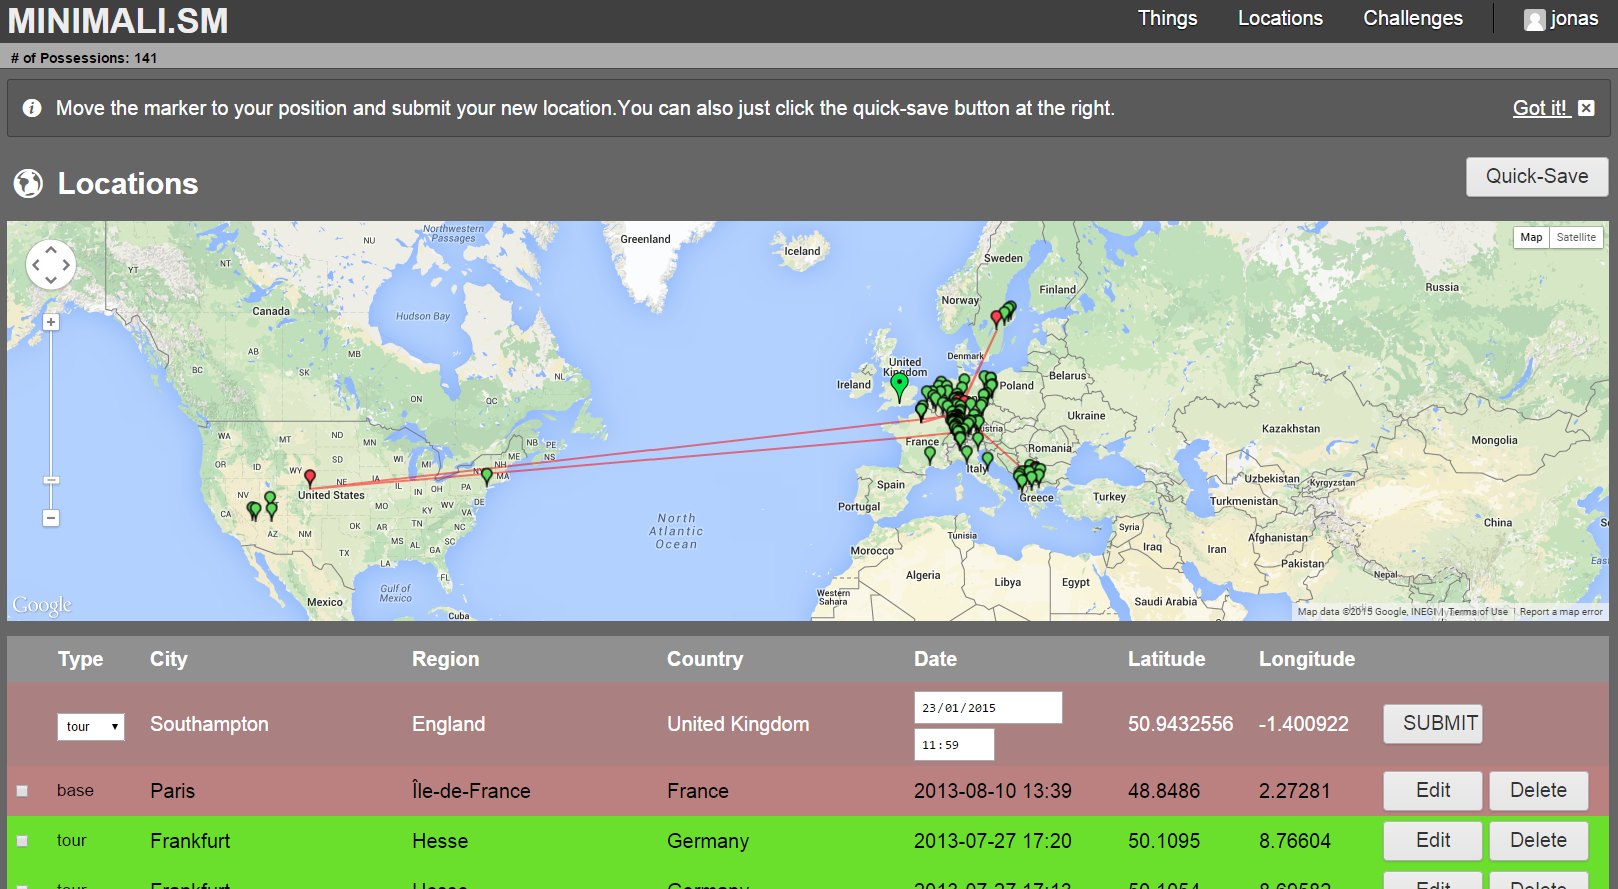 MINIMALI.SM
Things Locations Challenges jonas
# of Possessions: 141
Move the marker to your position and submit your new location.You can also just click the quick-save button at the right.
Got it!
Locations
Quick-Save
Map Satellite
Northwestern Passages
Greenland
Iceland
NU
YT
NT
Sweden
Finland
Norway
Russia
Canada
Hudson Bay
BC
AB
MB
SK
NL
ON
QC
Denmark
United Kingdom
Ireland
Poland
Belarus
Ukraine
Kazakhstan
Mongolia
WA
MT
ND
MN
NB
PE
NS
ME
NH
MA
OR
ID
WY
SD
WI
MI
NE
IA
IL
IN
OH
PA
DE
NV
CA
United States
France
Romania
Italy
Spain
Portugal
Greece
Turkey
Uzbekistan
Kyrgyzstan
Turkmenistan
China
MO
KY
WV
VA
AZ
NM
OK
AR
TN
NC
MS
AL
GA
SC
TX
LA
FL
North Atlantic Ocean
Syria
Iraq
Iran
Afghanistan
Pakistan
Nepal
Tunisia
Morocco
Algeria
Libya
Egypt
Western Sahara
Saudi Arabia
Gulf of Mexico
Mexico
Cuba
Google
Map data ©2015 Google, INEGI Terms of Use Report a map error
Type City Region Country Date Latitude Longitude
tour Southampton England United Kingdom 23/01/2015 11:59 50.9432556 -1.400922 SUBMIT
base Paris Île-de-France France 2013-08-10 13:39 48.8486 2.27281 Edit Delete
tour Frankfurt Hesse Germany 2013-07-27 17:20 50.1095 8.76604 Edit Delete